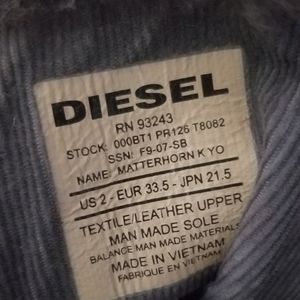 DIESEL
RN 93243
STOCK: 000BT1 PR126 T8082
SSN: F9-07-SB
NAME: MATTERHORN K YO
US 2 - EUR 33.5 - JPN 21.5
TEXTILE/LEATHER UPPER
MAN MADE SOLE
BALANCE MAN MADE MATERIALS
MADE IN VIETNAM
FABRIQUE EN VIETNAM